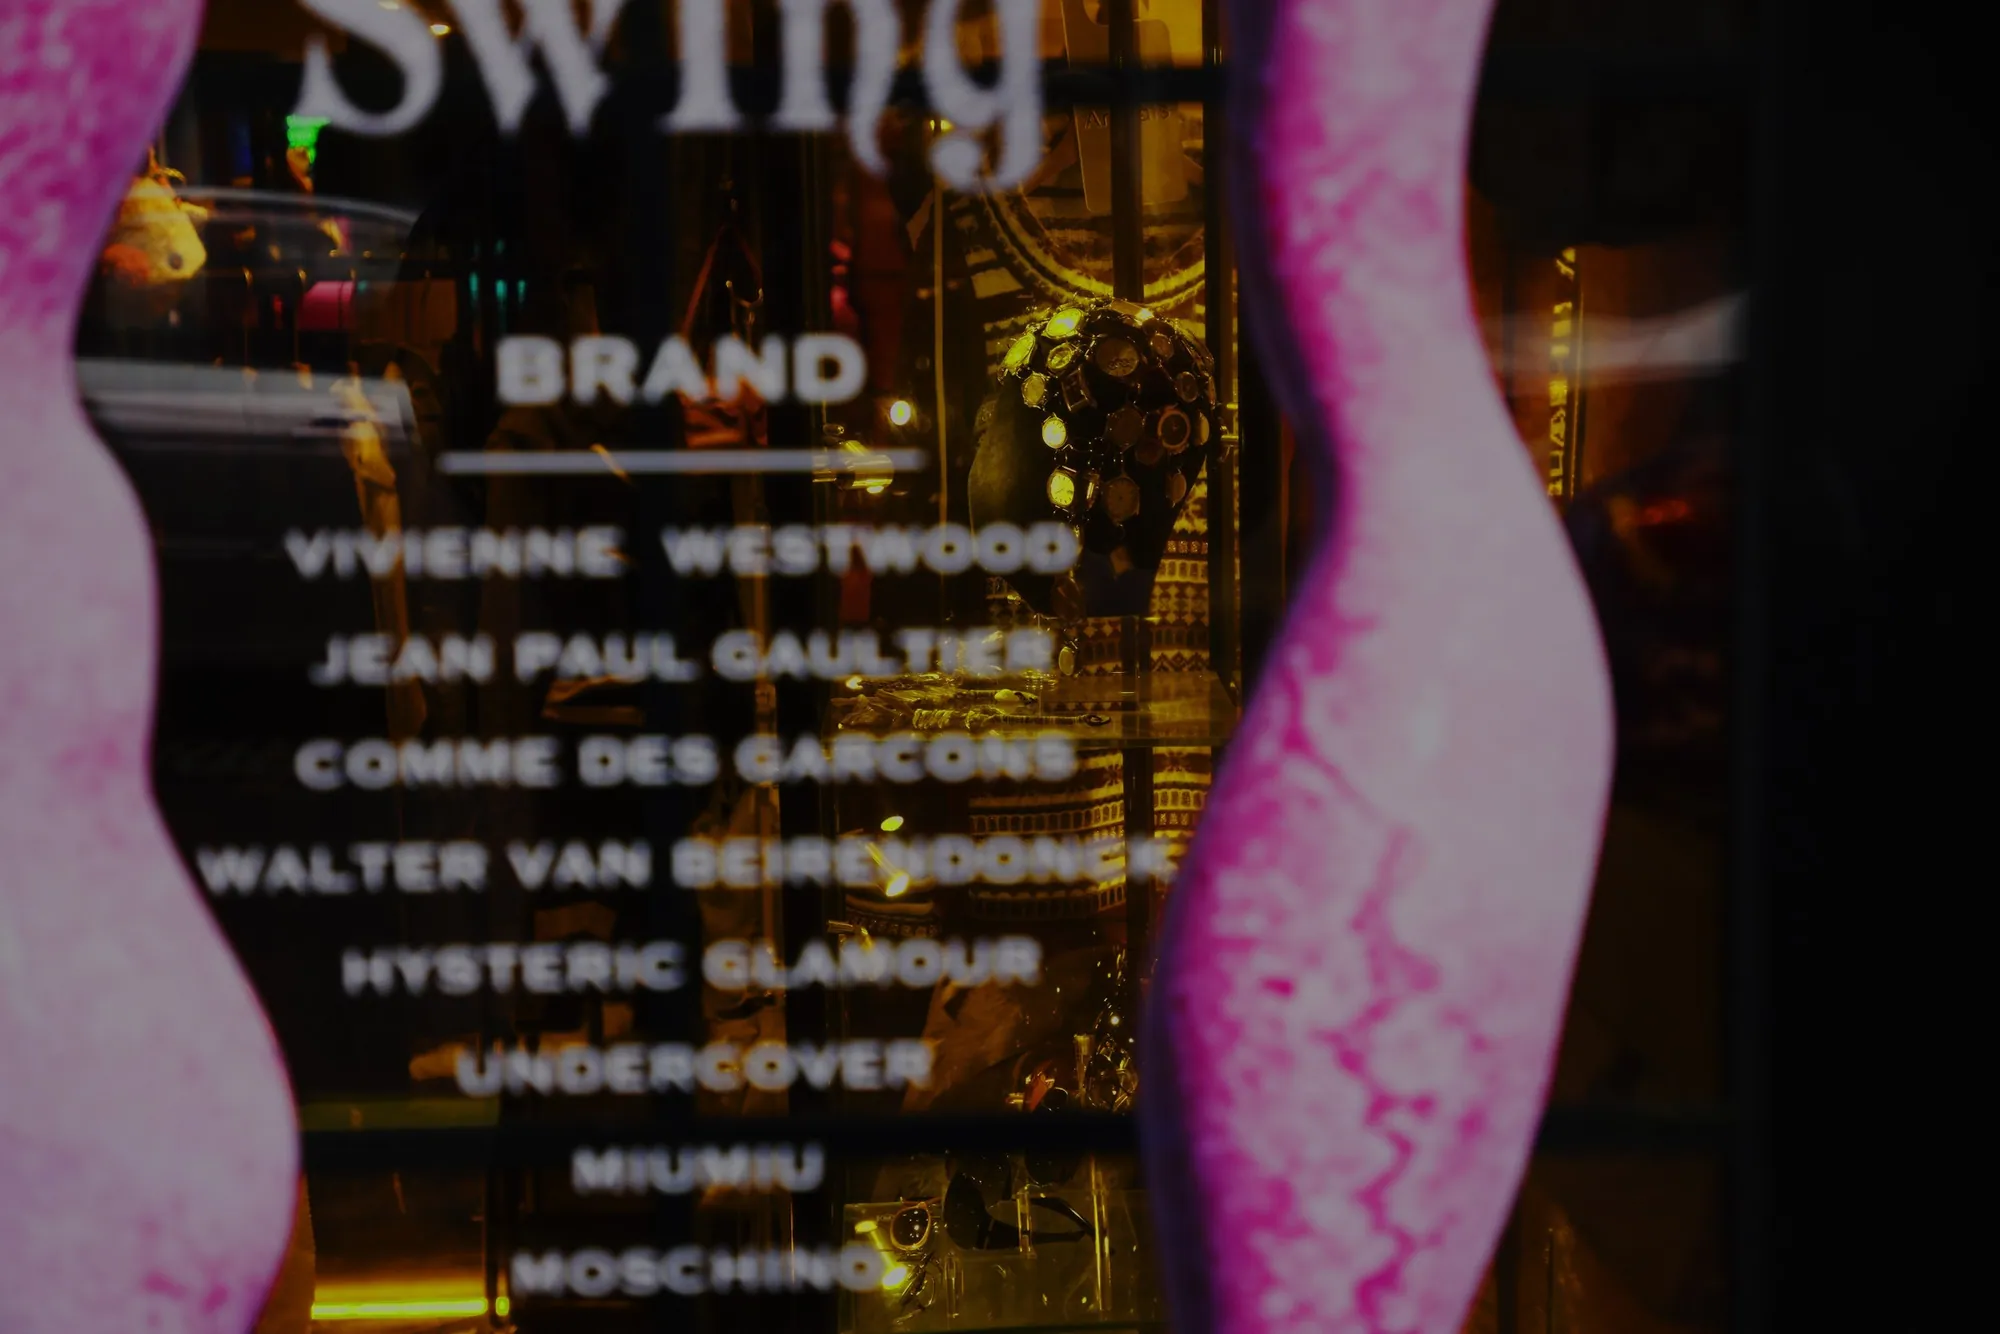 Swing
BRAND
VIVIENNE WESTWOOD
JEAN PAUL GAULTIER
COMME DES GARCONS
WALTER VAN BEIRENDONCK
HYSTERIC GLAMOUR
UNDERCOVER
MIUMIU
MOSCHINO